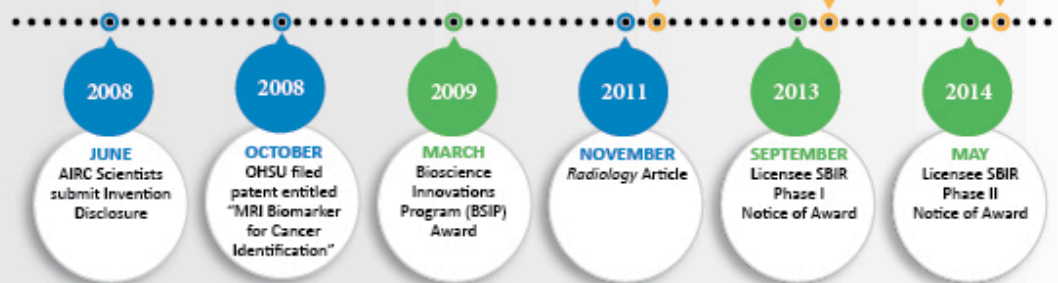 2008
JUNE
AIRC Scientists
submit Invention
Disclosure
2008
OCTOBER
OHSU filed
patent entitled
“MRI Biomarker
for Cancer
Identification”
2009
MARCH
Bioscience
Innovations
Program (BSIP)
Award
2011
NOVEMBER
Radiology Article
2013
SEPTEMBER
Licensee SBIR
Phase I
Notice of Award
2014
MAY
Licensee SBIR
Phase II
Notice of Award